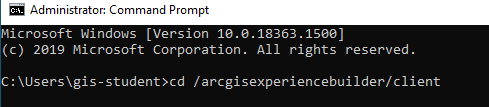 Administrator: Command Prompt
Microsoft Windows [Version 10.0.18363.1500]
(c) 2019 Microsoft Corporation. All rights reserved.
C:\Users\gis-student>cd /arcgisexperiencebuilder/client